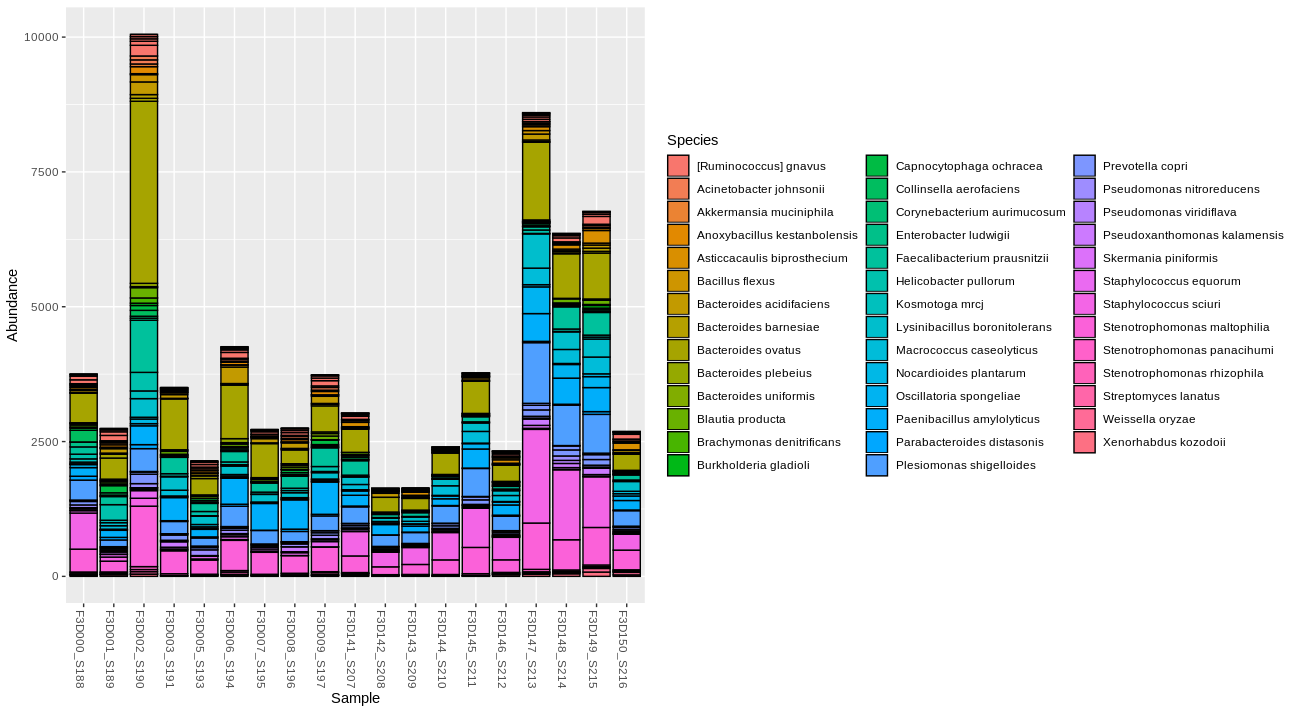 10000
7500
5000
2500
0
Abundance
F3D000_S188
F3D001_S189
F3D002_S190
F3D003_S191
F3D005_S193
F3D006_S194
F3D007_S195
F3D008_S196
F3D009_S197
F3D141_S207
F3D142_S208
F3D143_S209
F3D144_S210
F3D145_S211
F3D146_S212
F3D147_S213
F3D148_S214
F3D149_S215
F3D150_S216
Sample
Species
[Ruminococcus] gnavus
Acinetobacter johnsonii
Akkermansia muciniphila
Anoxybacillus kestanbolensis
Asticcacaulis biprosthecium
Bacillus flexus
Bacteroides acidifaciens
Bacteroides barnesiae
Bacteroides ovatus
Bacteroides plebeius
Bacteroides uniformis
Blautia producta
Brachymonas denitrificans
Burkholderia gladioli
Capnocytophaga ochracea
Collinsella aerofaciens
Corynebacterium aurimucosum
Enterobacter ludwigii
Faecalibacterium prausnitzii
Helicobacter pullorum
Kosmotoga mrcj
Lysinibacillus boronitolerans
Macrococcus caseolyticus
Nocardioides plantarum
Oscillatoria spongeliae
Paenibacillus amylolyticus
Parabacteroides distasonis
Plesiomonas shigelloides
Prevotella copri
Pseudomonas nitroreducens
Pseudomonas viridiflava
Pseudoxanthomonas kalamensis
Skermania piniformis
Staphylococcus equorum
Staphylococcus sciuri
Stenotrophomonas maltophilia
Stenotrophomonas panacihumi
Stenotrophomonas rhizophila
Streptomyces lanatus
Weissella oryzae
Xenorhabdus kozodoii